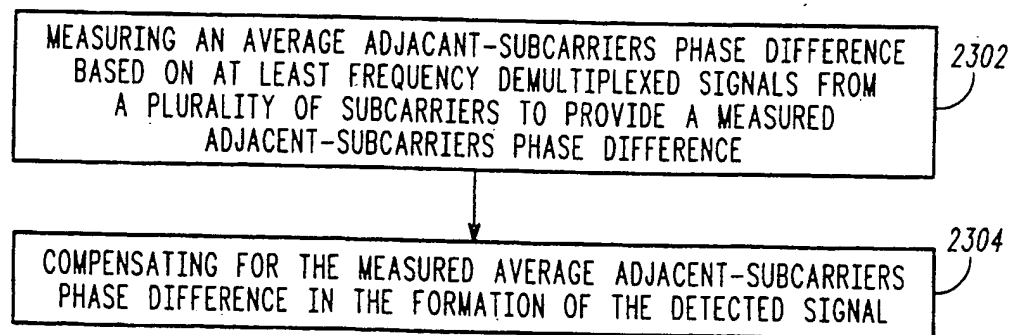 MEASURING AN AVERAGE ADJACANT-SUBCARRIERS PHASE DIFFERENCE
BASED ON AT LEAST FREQUENCY DEMULTIPLEXED SIGNALS FROM
A PLURALITY OF SUBCARRIERS TO PROVIDE A MEASURED
ADJACENT-SUBCARRIERS PHASE DIFFERENCE
2302
COMPENSATING FOR THE MEASURED AVERAGE ADJACENT-SUBCARRIERS
PHASE DIFFERENCE IN THE FORMATION OF THE DETECTED SIGNAL
2304